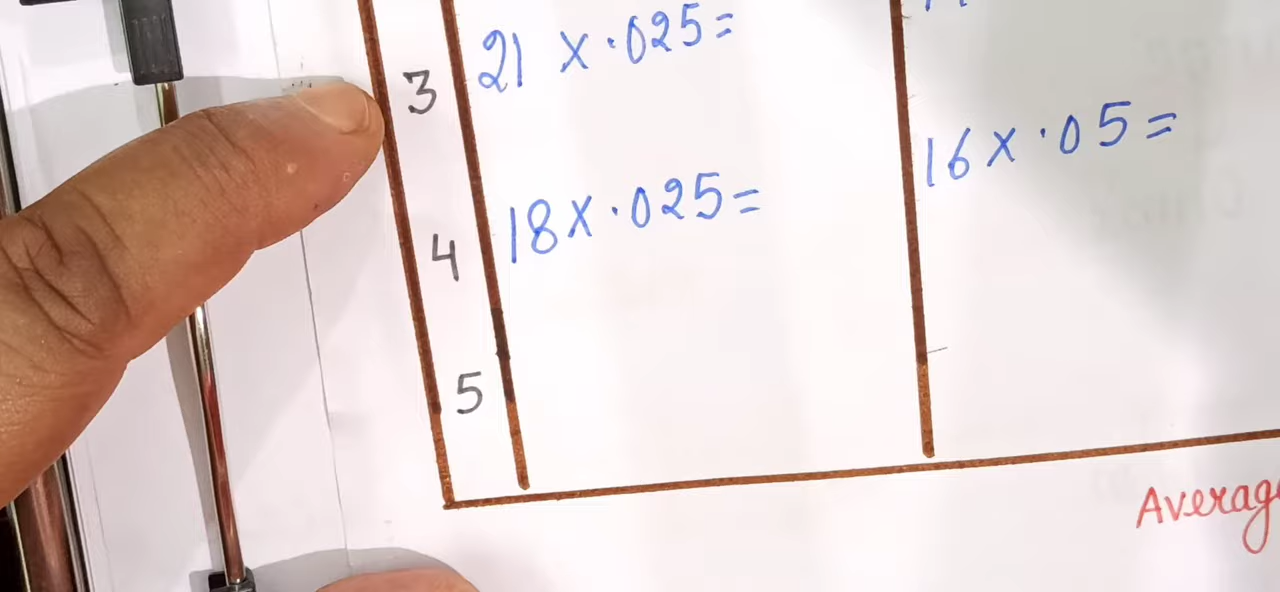 3 21 x .025=
4 18 x .025= 16 x .05=
5
Averag